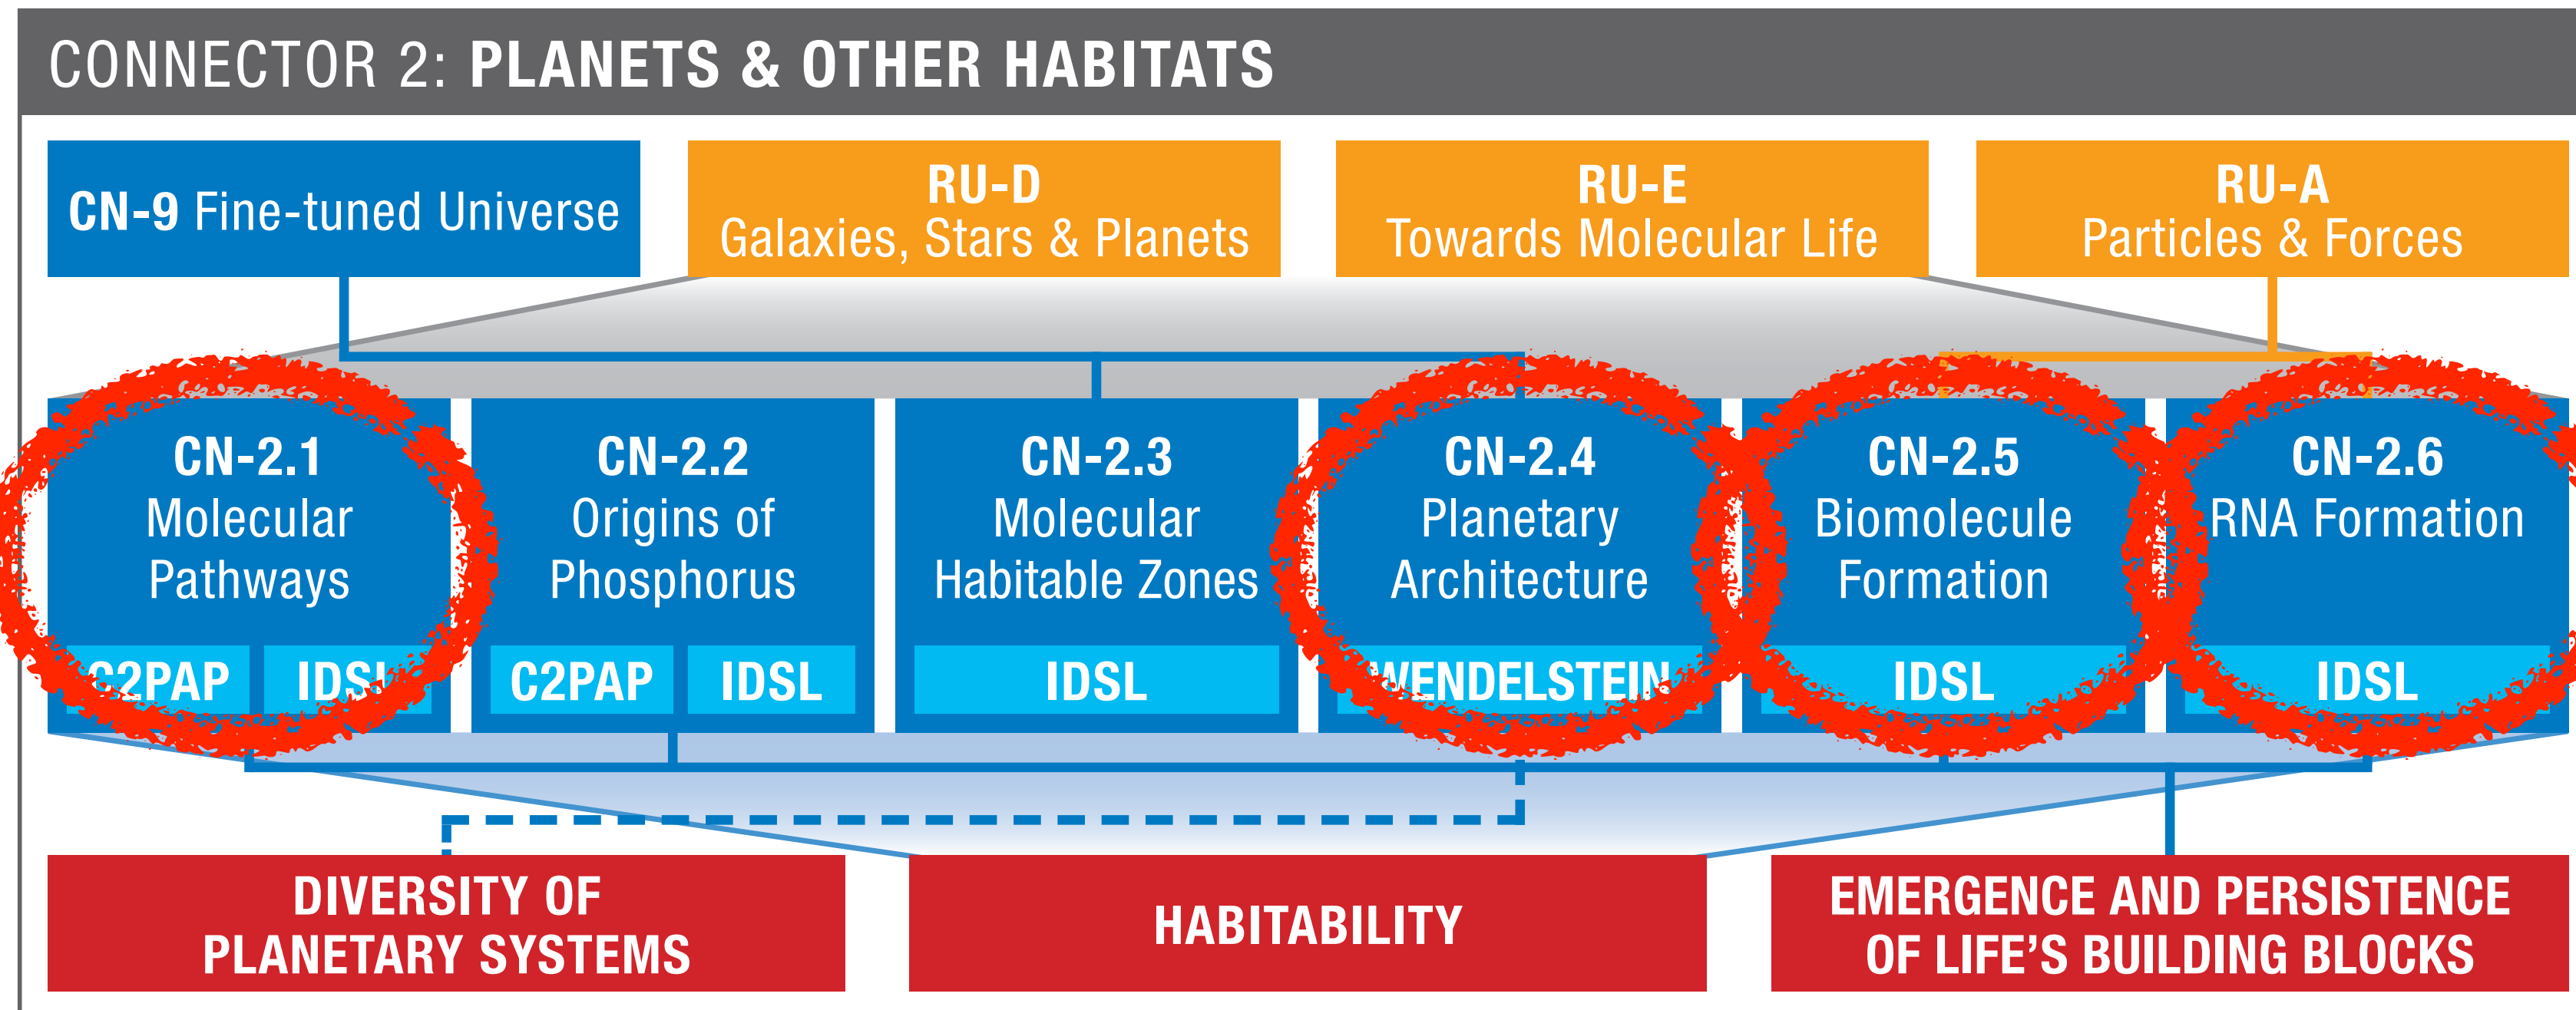 CONNECTOR 2: PLANETS & OTHER HABITATS
CN-9 Fine-tuned Universe
RU-D
Galaxies, Stars & Planets
RU-E
Towards Molecular Life
RU-A
Particles & Forces
CN-2.1
Molecular
Pathways
C2PAP IDSL
CN-2.2
Origins of
Phosphorus
C2PAP IDSL
CN-2.3
Molecular
Habitable Zones
IDSL
CN-2.4
Planetary
Architecture
WENDELSTEIN
CN-2.5
Biomolecule
Formation
IDSL
CN-2.6
RNA Formation
IDSL
DIVERSITY OF
PLANETARY SYSTEMS
HABITABILITY
EMERGENCE AND PERSISTENCE
OF LIFE'S BUILDING BLOCKS